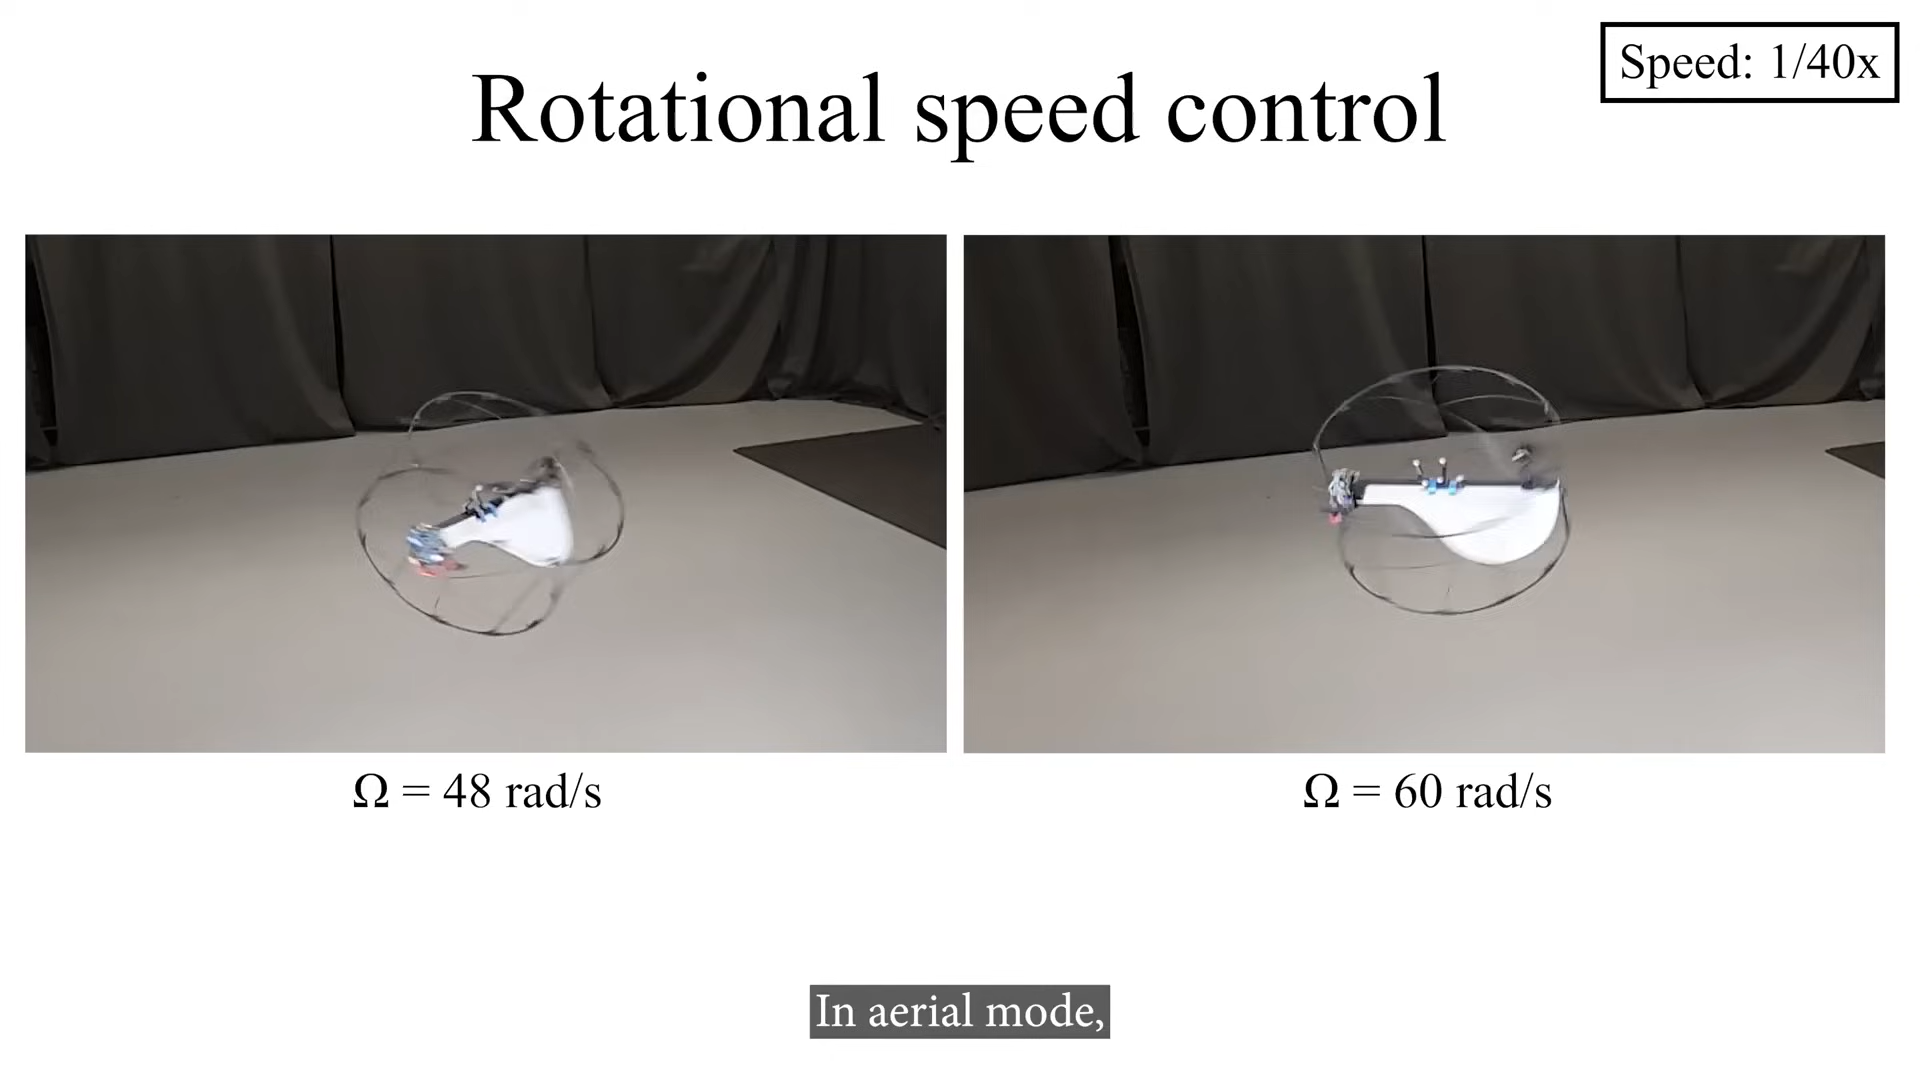 Speed: 1/40x
Rotational speed control
Ω = 48 rad/s
Ω = 60 rad/s
In aerial mode,